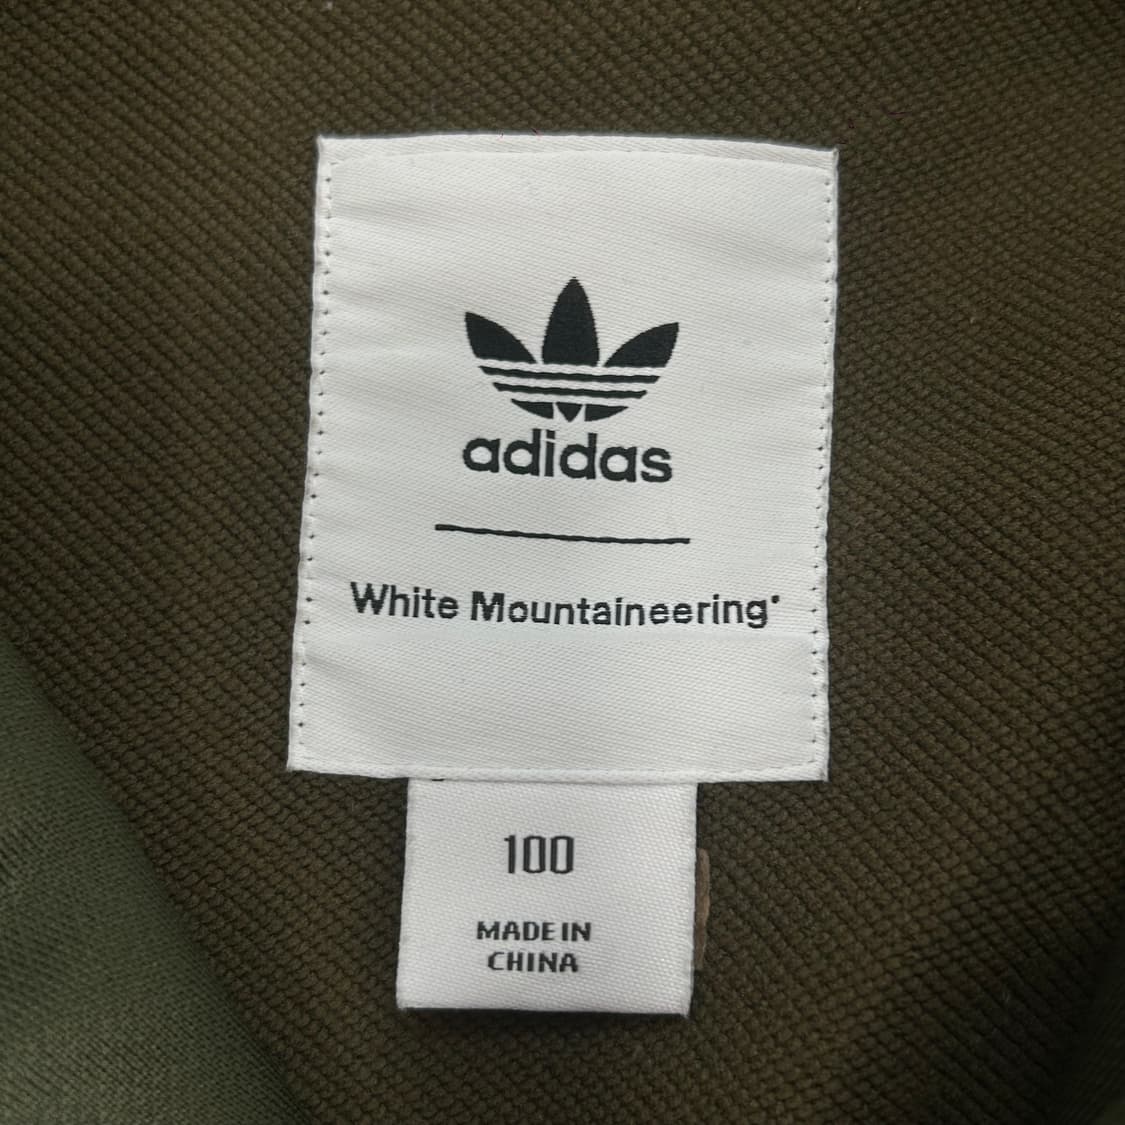 adidas
White Mountaineering
100
MADE IN
CHINA